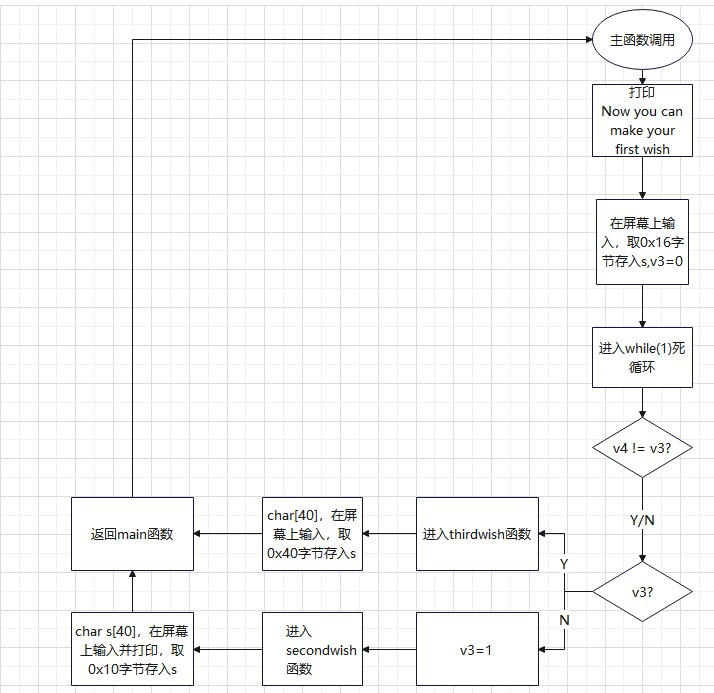 主函数调用
打印
Now you can
make your
first wish
在屏幕上输
入，取0x16字
节存入s,v3=0
进入while(1)死
循环
v4 != v3?
Y/N
v3?
Y
N
进入thirdwish函数
char[40]，在屏
幕上输入，取
0x40字节存入s
返回main函数
v3=1
进入
secondwish
函数
char s[40]，在屏幕
上输入并打印，取
0x10字节存入s